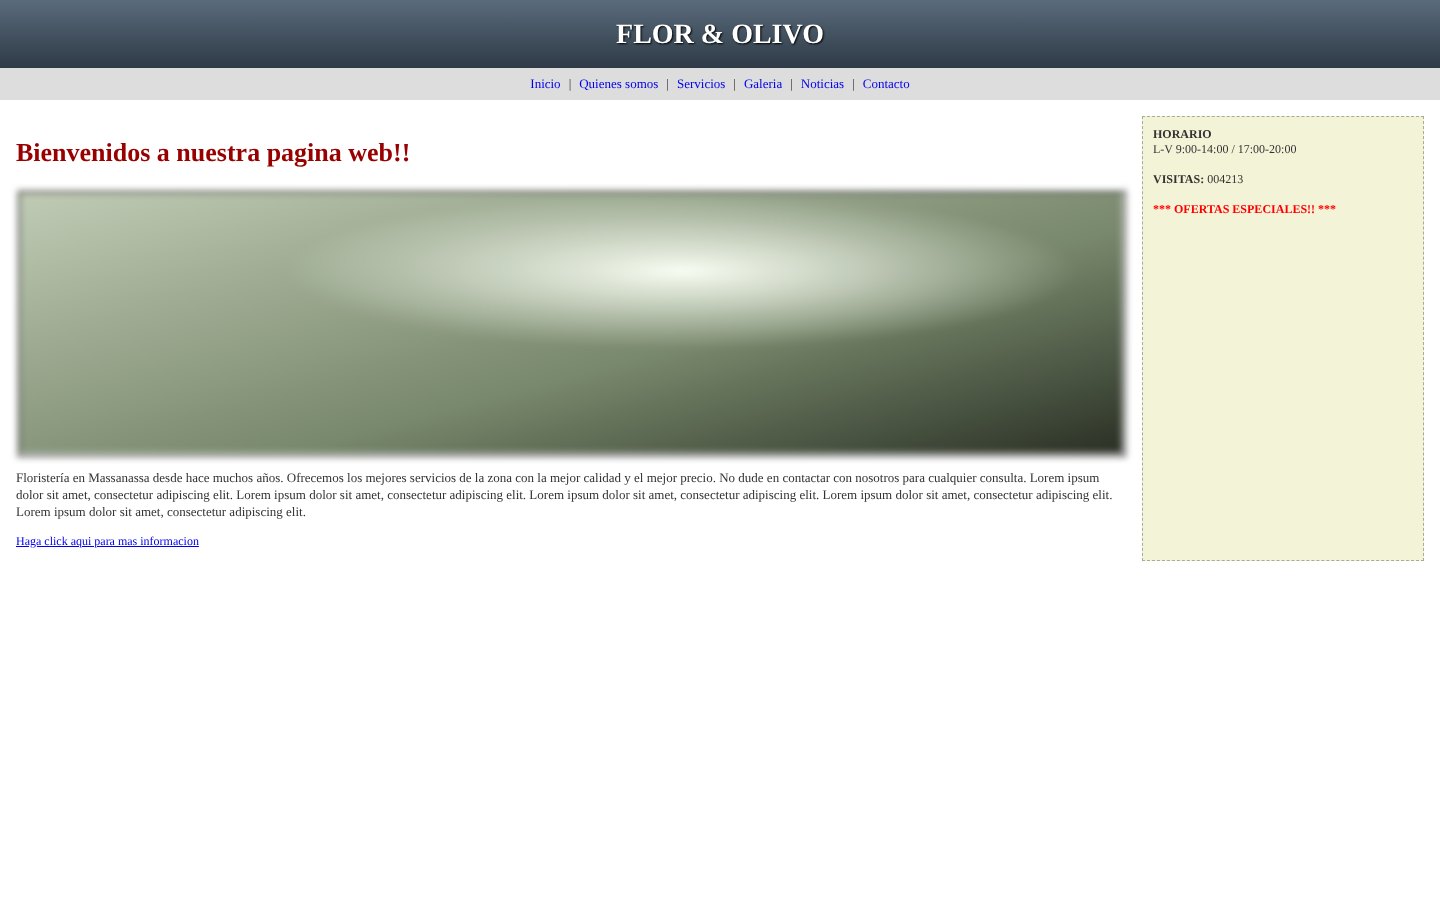 FLOR & OLIVO
Inicio | Quienes somos | Servicios | Galeria | Noticias | Contacto
Bienvenidos a nuestra pagina web!!
Floristería en Massanassa desde hace muchos años. Ofrecemos los mejores servicios de la zona con la mejor calidad y el mejor precio. No dude en contactar con nosotros para cualquier consulta. Lorem ipsum
dolor sit amet, consectetur adipiscing elit. Lorem ipsum dolor sit amet, consectetur adipiscing elit. Lorem ipsum dolor sit amet, consectetur adipiscing elit. Lorem ipsum dolor sit amet, consectetur adipiscing elit.
Lorem ipsum dolor sit amet, consectetur adipiscing elit.
Haga click aqui para mas informacion
HORARIO
L-V 9:00-14:00 / 17:00-20:00
VISITAS: 004213
*** OFERTAS ESPECIALES!! ***